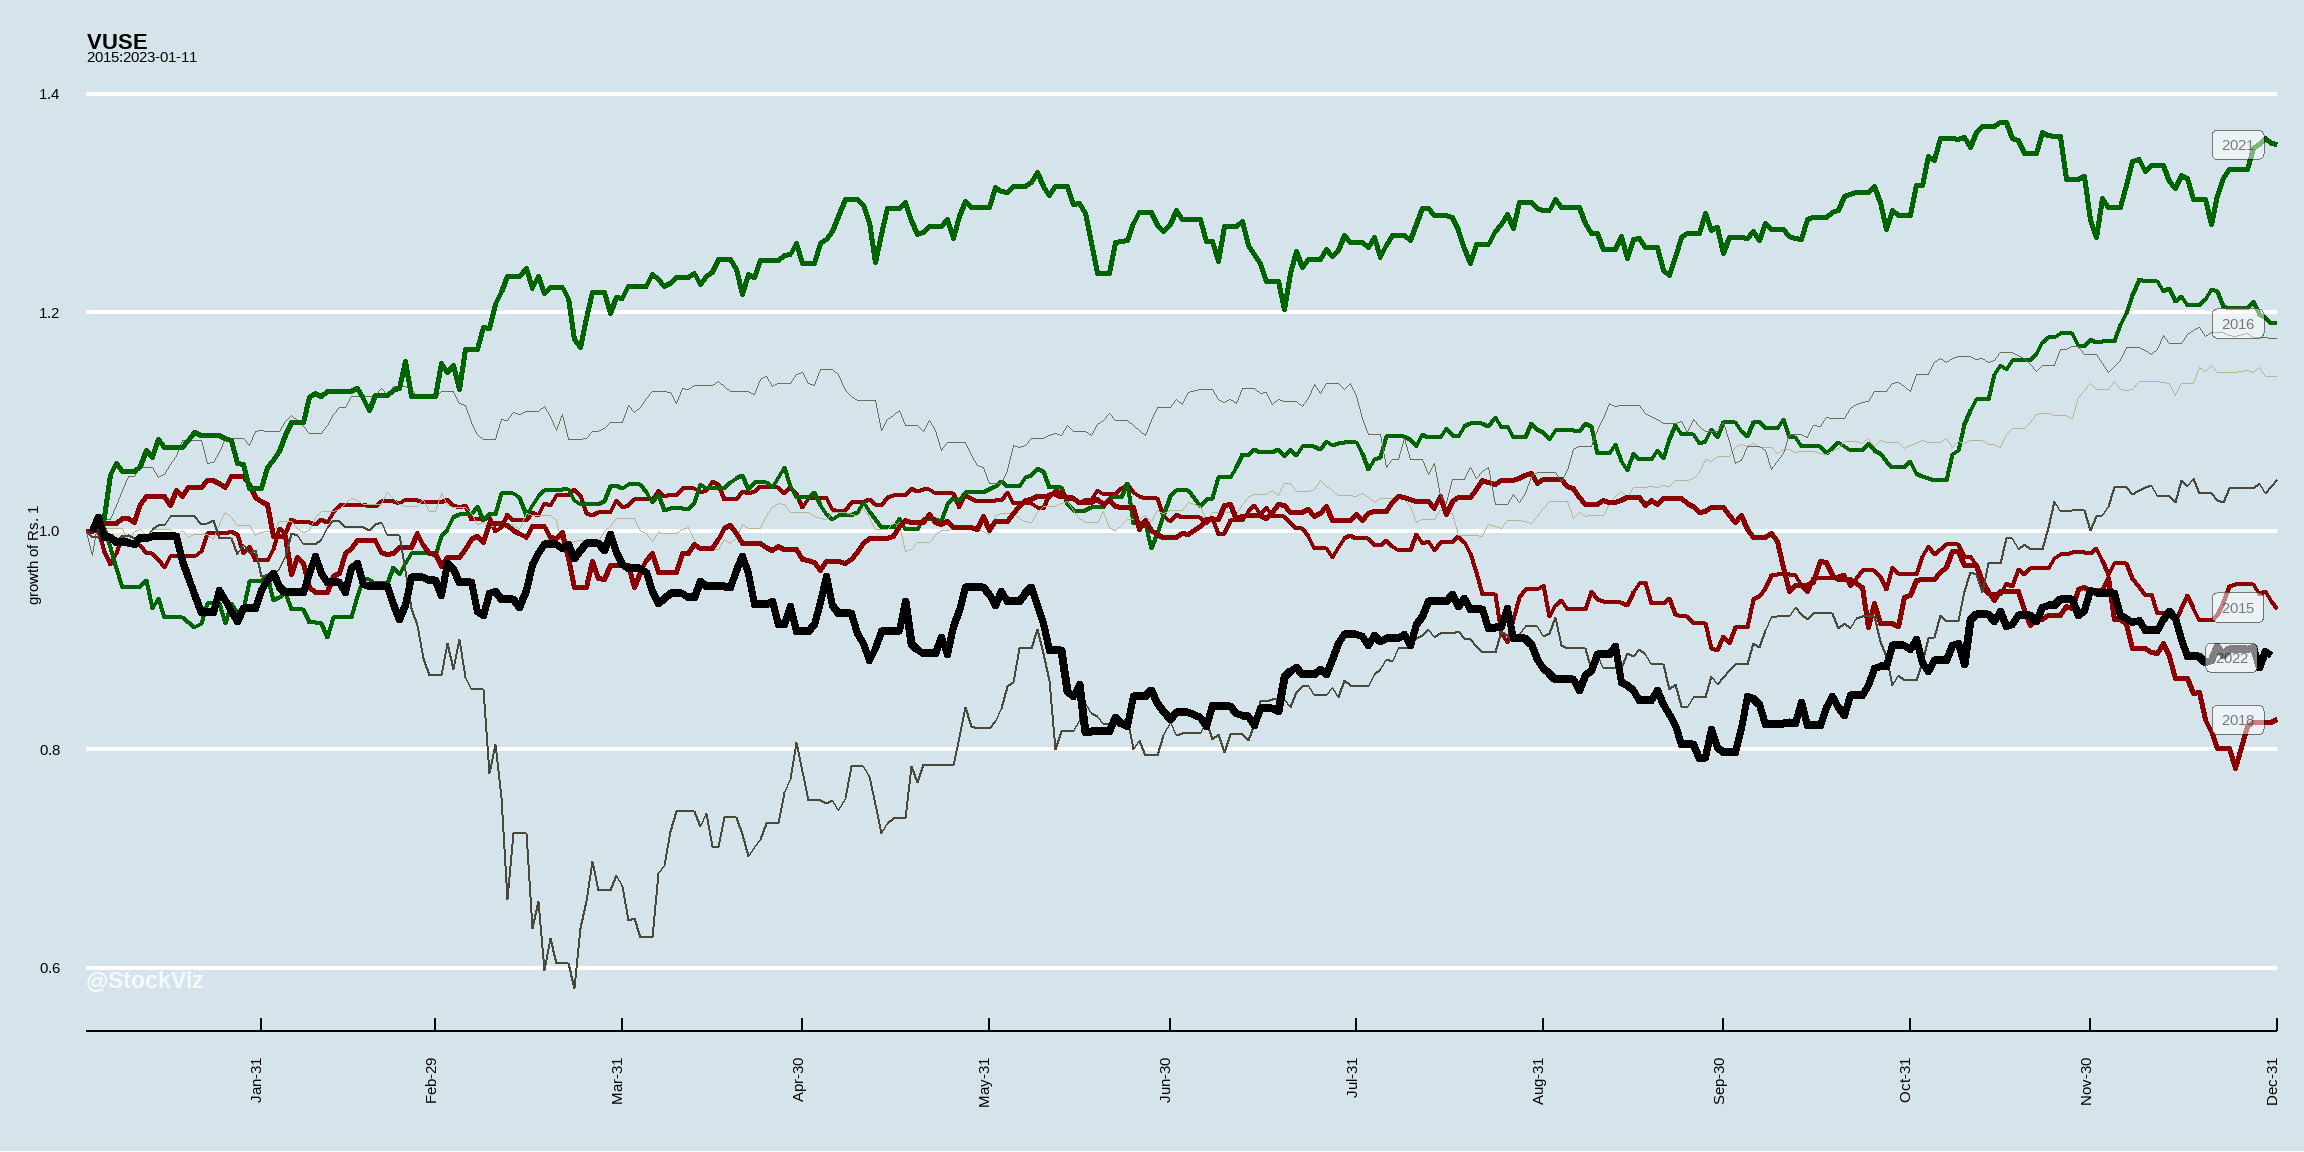 VUSE
2015:2023-01-11
1.4
1.2
1.0
0.8
0.6
growth of Rs. 1
2021
2016
2015
2022
2018
@StockViz
Jan-31
Feb-29
Mar-31
Apr-30
May-31
Jun-30
Jul-31
Aug-31
Sep-30
Oct-31
Nov-30
Dec-31